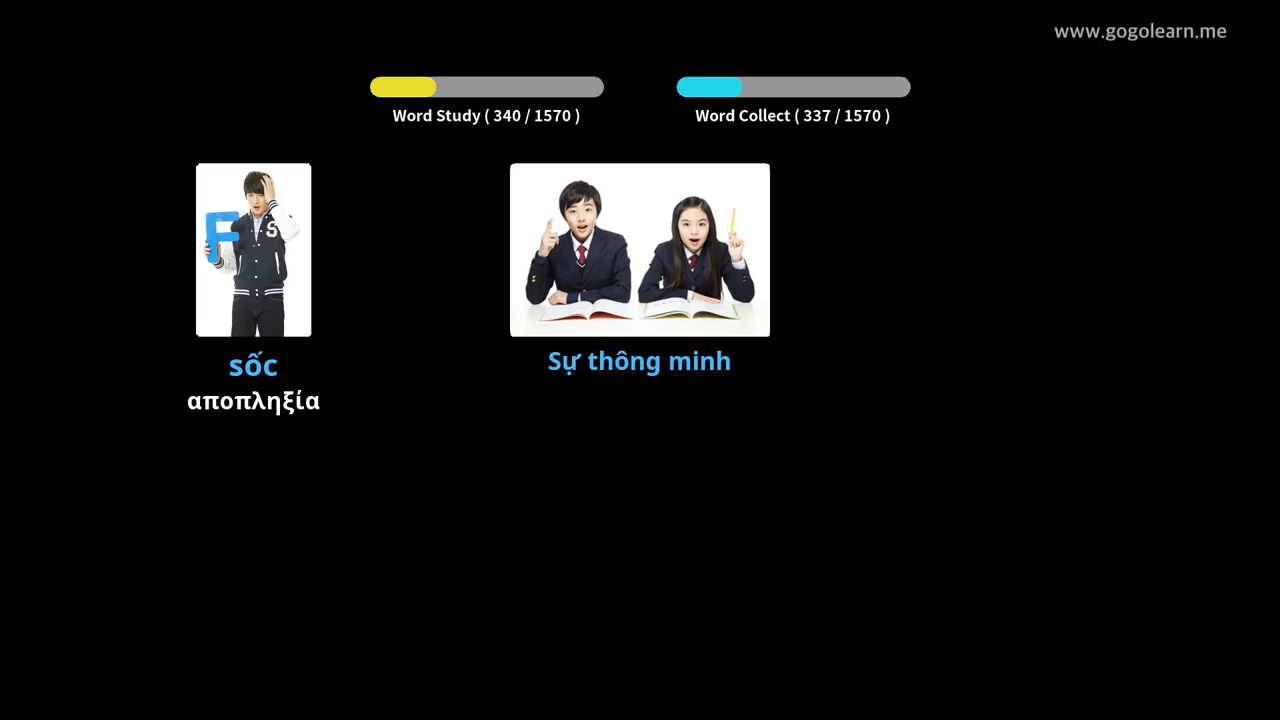 www.gogolearn.me
Word Study ( 340 / 1570 )
Word Collect ( 337 / 1570 )
F
S
sốc
αποπληξία
Sự thông minh